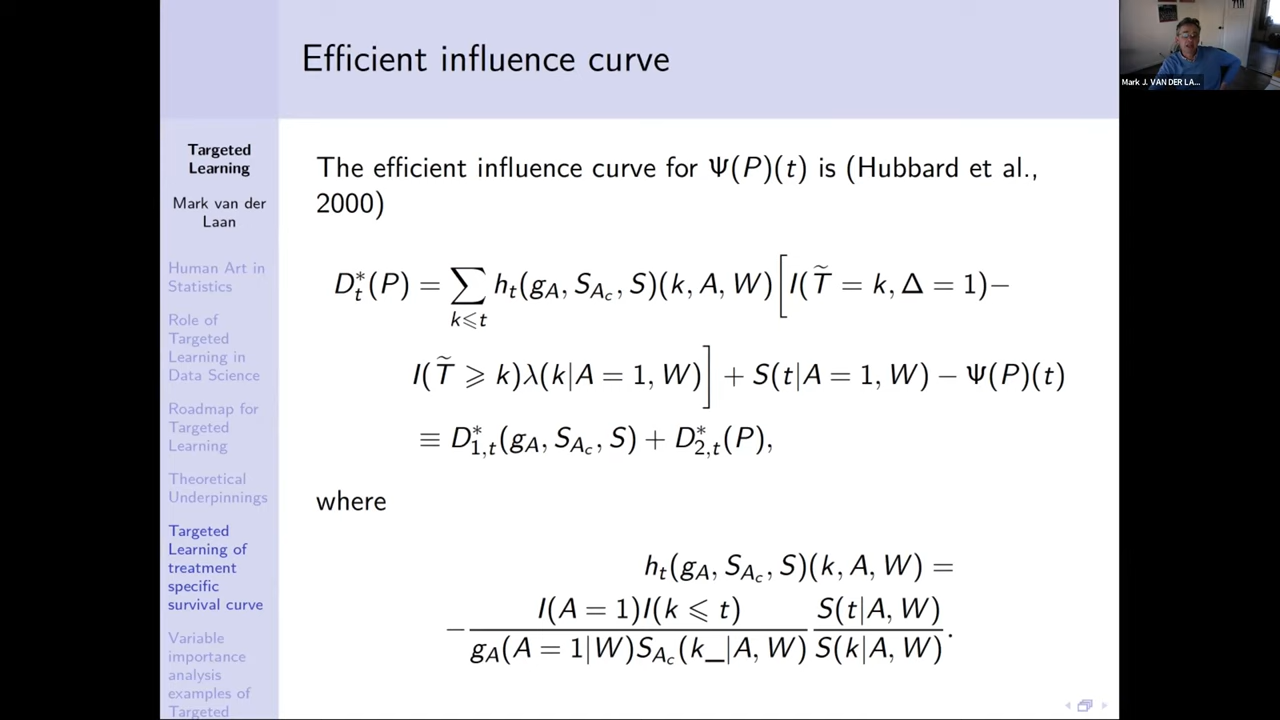 Efficient influence curve
Mark J. VAN DER LA...
Targeted
Learning
Mark van der
Laan
Human Art in
Statistics
Role of
Targeted
Learning in
Data Science
Roadmap for
Targeted
Learning
Theoretical
Underpinnings
Targeted
Learning of
treatment
specific
survival curve
Variable
importance
analysis
examples of
Targeted
The efficient influence curve for Ψ(P)(t) is (Hubbard et al.,
2000)
D*_t(P) = ∑_{k⩽t} h_t(g_A, S_{A_c}, S)(k, A, W)[I(T̃ = k, Δ = 1)−
I(T̃ ⩾ k)λ(k|A = 1, W)] + S(t|A = 1, W) − Ψ(P)(t)
≡ D*_{1,t}(g_A, S_{A_c}, S) + D*_{2,t}(P),
where
h_t(g_A, S_{A_c}, S)(k, A, W) =
− I(A = 1)I(k ⩽ t) / g_A(A = 1|W)S_{A_c}(k_|A, W) S(t|A, W) / S(k|A, W).